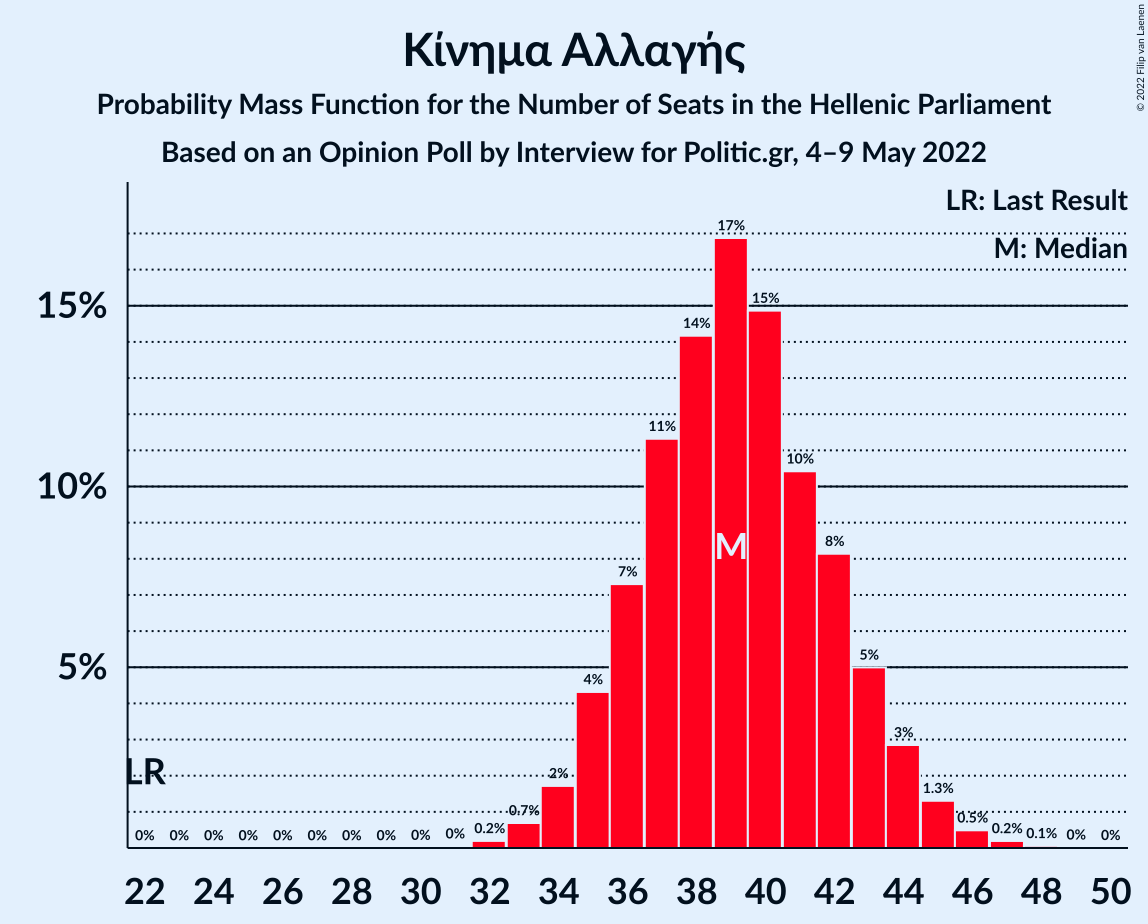 Κίνημα Αλλαγής
Probability Mass Function for the Number of Seats in the Hellenic Parliament
Based on an Opinion Poll by Interview for Politic.gr, 4–9 May 2022
© 2022 Filip van Laenen
LR: Last Result
M: Median
15%
10%
5%
LR
M
0% 0% 0% 0% 0% 0% 0% 0% 0% 0% 0.2% 0.7% 2% 4% 7% 11% 14% 17% 15% 10% 8% 5% 3% 1.3% 0.5% 0.2% 0.1% 0% 0%
22 24 26 28 30 32 34 36 38 40 42 44 46 48 50